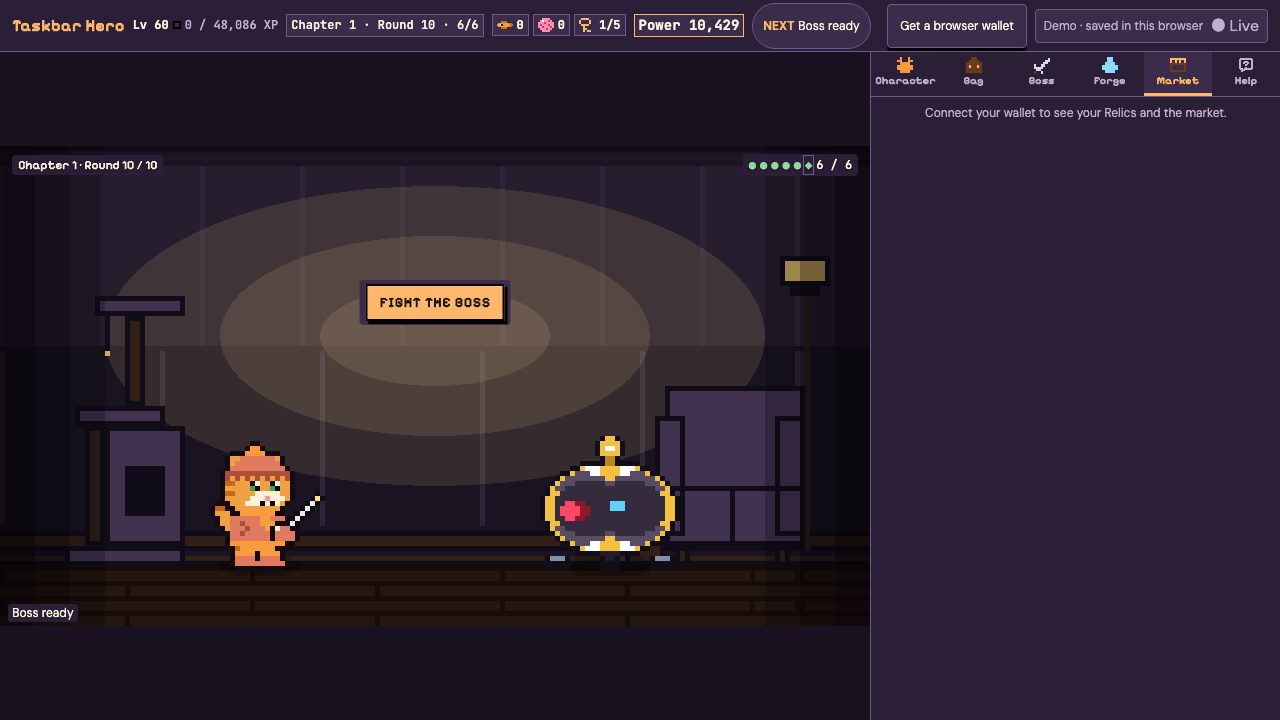 Taskbar Hero
Lv 60
0 / 48,086 XP
Chapter 1 · Round 10 · 6/6
0
0
1/5
Power 10,429
NEXT Boss ready
Get a browser wallet
Demo · saved in this browser
Live
Character
Bag
Boss
Forge
Market
Help
Connect your wallet to see your Relics and the market.
Chapter 1 · Round 10 / 10
6 / 6
FIGHT THE BOSS
Boss ready